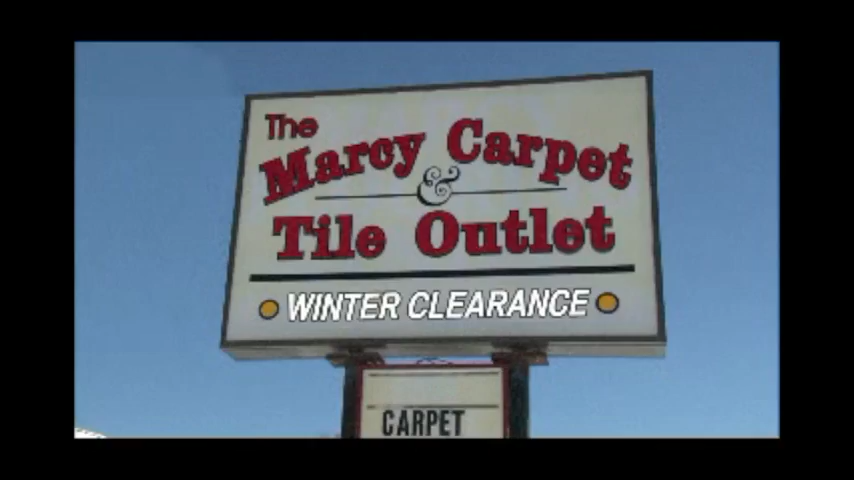 The
Marcy Carpet
&
Tile Outlet
WINTER CLEARANCE
CARPET